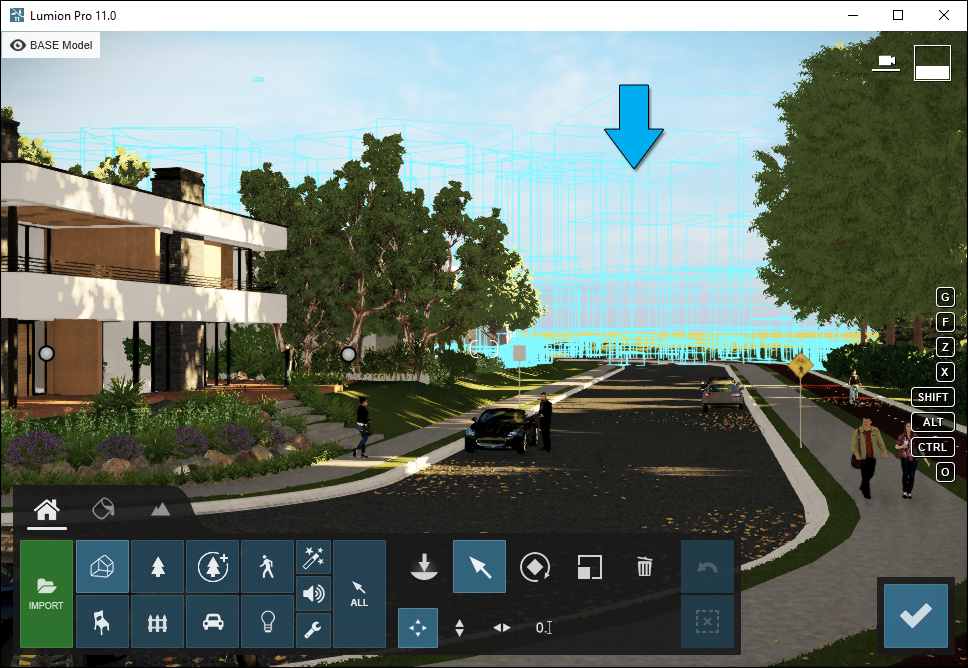 Lumion Pro 11.0
BASE Model
G
F
Z
X
SHIFT
ALT
CTRL
O
IMPORT
ALL
0.